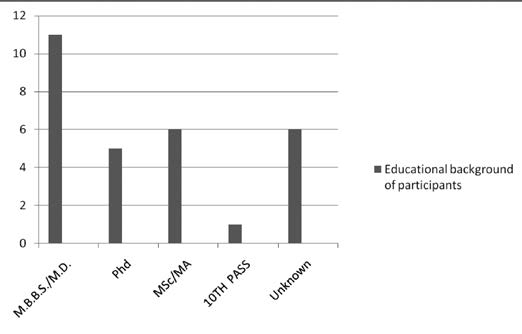 12
10
8
6
4
2
0
M.B.B.S./M.D.
Phd
MSc/MA
10TH PASS
Unknown
Educational background
of participants